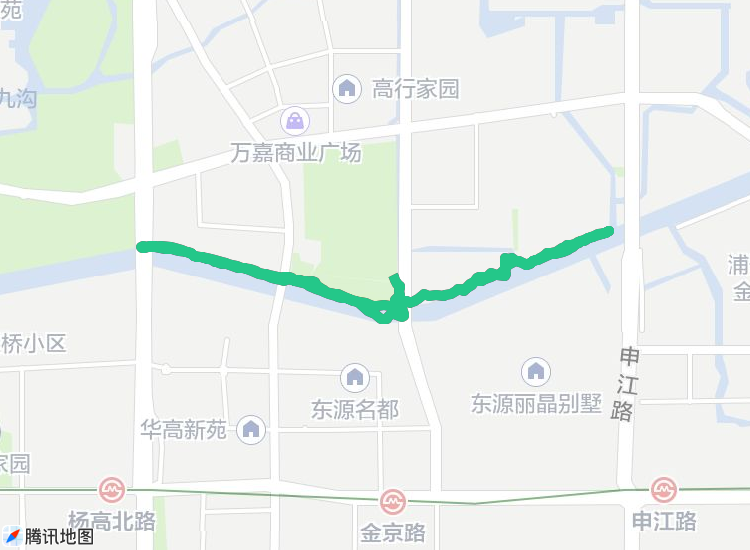 苑
九沟
高行家园
万嘉商业广场
浦
金
桥小区
申江路
东源名都
东源丽晶别墅
华高新苑
家园
杨高北路
金京路
申江路
腾讯地图